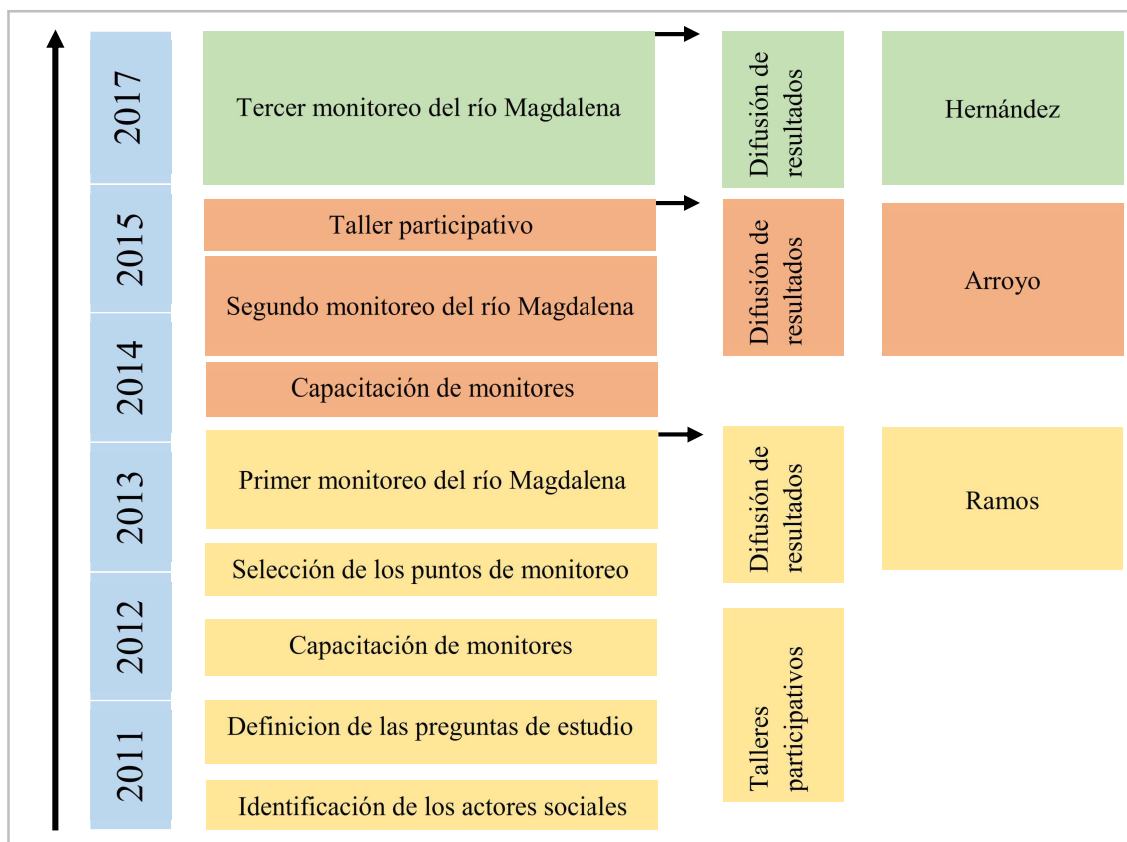 2017
Tercer monitoreo del río Magdalena
Difusión de
resultados
Hernández
2015
Taller participativo
Segundo monitoreo del río Magdalena
Difusión de
resultados
Arroyo
2014
Capacitación de monitores
2013
Primer monitoreo del río Magdalena
Difusión de
resultados
Ramos
Selección de los puntos de monitoreo
2012
Capacitación de monitores
Talleres
participativos
2011
Definicion de las preguntas de estudio
Identificación de los actores sociales